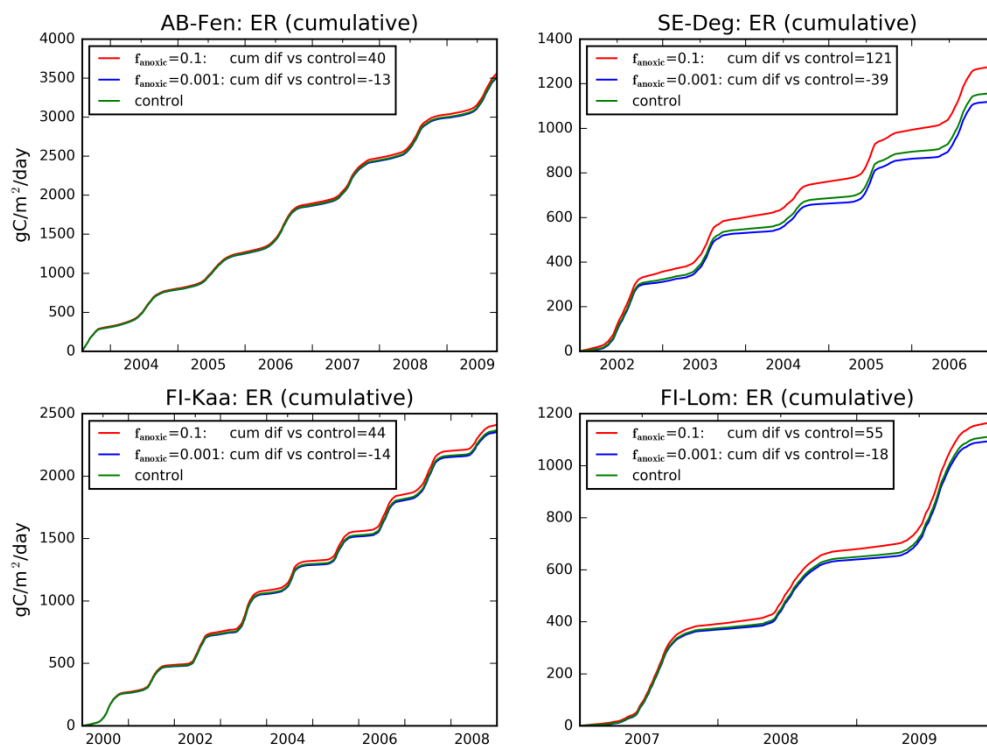 AB-Fen: ER (cumulative)
gC/m²/day
4000
3500
3000
2500
2000
1500
1000
500
0
f_anoxic=0.1: cum dif vs control=40
f_anoxic=0.001: cum dif vs control=-13
control
2004 2005 2006 2007 2008 2009
SE-Deg: ER (cumulative)
1400
1200
1000
800
600
400
200
0
f_anoxic=0.1: cum dif vs control=121
f_anoxic=0.001: cum dif vs control=-39
control
2002 2003 2004 2005 2006
FI-Kaa: ER (cumulative)
gC/m²/day
2500
2000
1500
1000
500
0
f_anoxic=0.1: cum dif vs control=44
f_anoxic=0.001: cum dif vs control=-14
control
2000 2002 2004 2006 2008
FI-Lom: ER (cumulative)
1200
1000
800
600
400
200
0
f_anoxic=0.1: cum dif vs control=55
f_anoxic=0.001: cum dif vs control=-18
control
2007 2008 2009